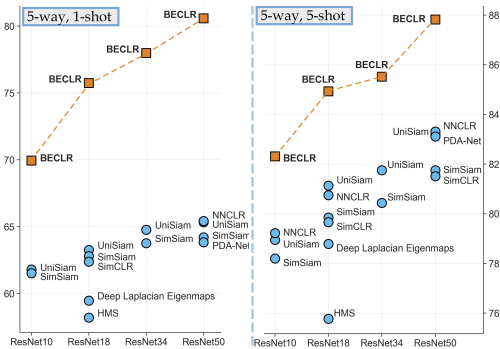 5-way, 1-shot
80
75
70
65
60
BECLR
BECLR
BECLR
BECLR
UniSiam
SimSiam
UniSiam
SimSiam
SimCLR
Deep Laplacian Eigenmaps
HMS
UniSiam
SimSiam
NNCLR
UniSiam
SimSiam
PDA-Net
ResNet10
ResNet18
ResNet34
ResNet50
5-way, 5-shot
88
86
84
82
80
78
76
BECLR
BECLR
BECLR
BECLR
NNCLR
UniSiam
SimSiam
UniSiam
NNCLR
SimSiam
SimCLR
Deep Laplacian Eigenmaps
HMS
UniSiam
SimSiam
UniSiam
NNCLR
PDA-Net
SimSiam
SimCLR
ResNet10
ResNet18
ResNet34
ResNet50